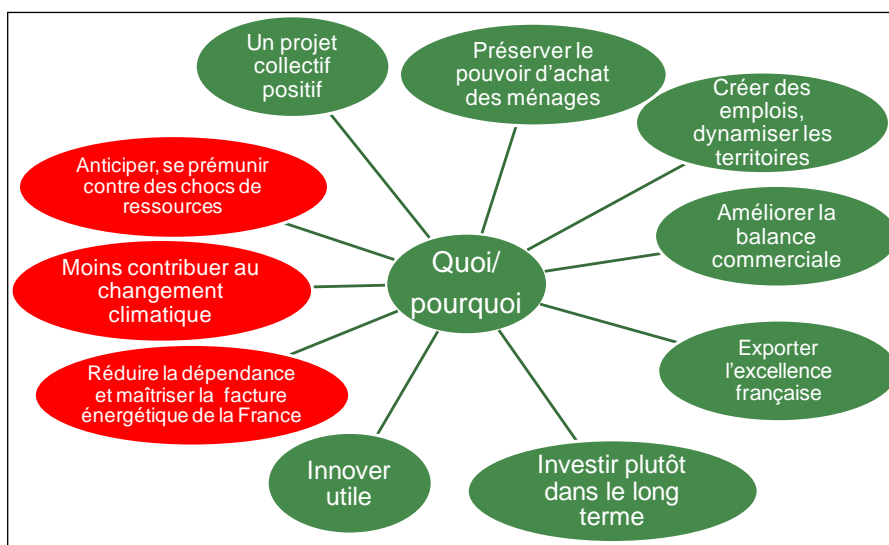 Un projet
collectif
positif
Préserver le
pouvoir d'achat
des ménages
Créer des
emplois,
dynamiser les
territoires
Anticiper, se prémunir
contre des chocs de
ressources
Améliorer la
balance
commerciale
Quoi/
pourquoi
Moins contribuer au
changement
climatique
Exporter
l'excellence
française
Réduire la dépendance
et maîtriser la facture
énergétique de la France
Innover
utile
Investir plutôt
dans le long
terme